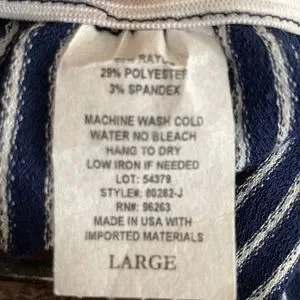 RAYON
29% POLYESTER
3% SPANDEX
MACHINE WASH COLD
WATER NO BLEACH
HANG TO DRY
LOW IRON IF NEEDED
LOT: 54379
STYLE#: 80282-J
RN#: 96263
MADE IN USA WITH
IMPORTED MATERIALS
LARGE